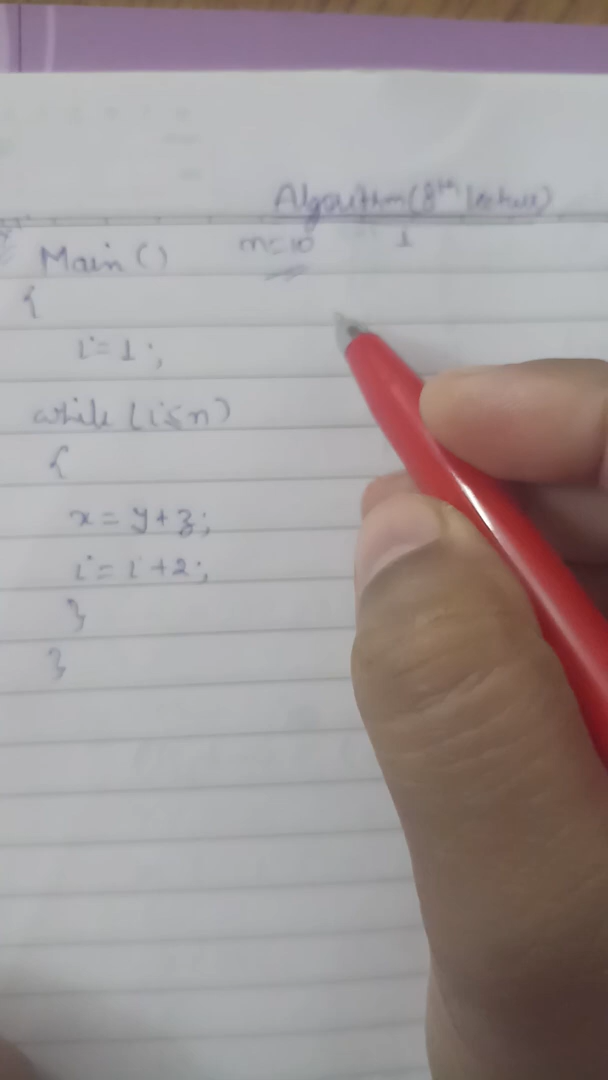 Algorithm (8th lecture)
Main () n=10 1
{
i=1;
while (i≤n)
{
x=y+z;
i=i+2;
}
}